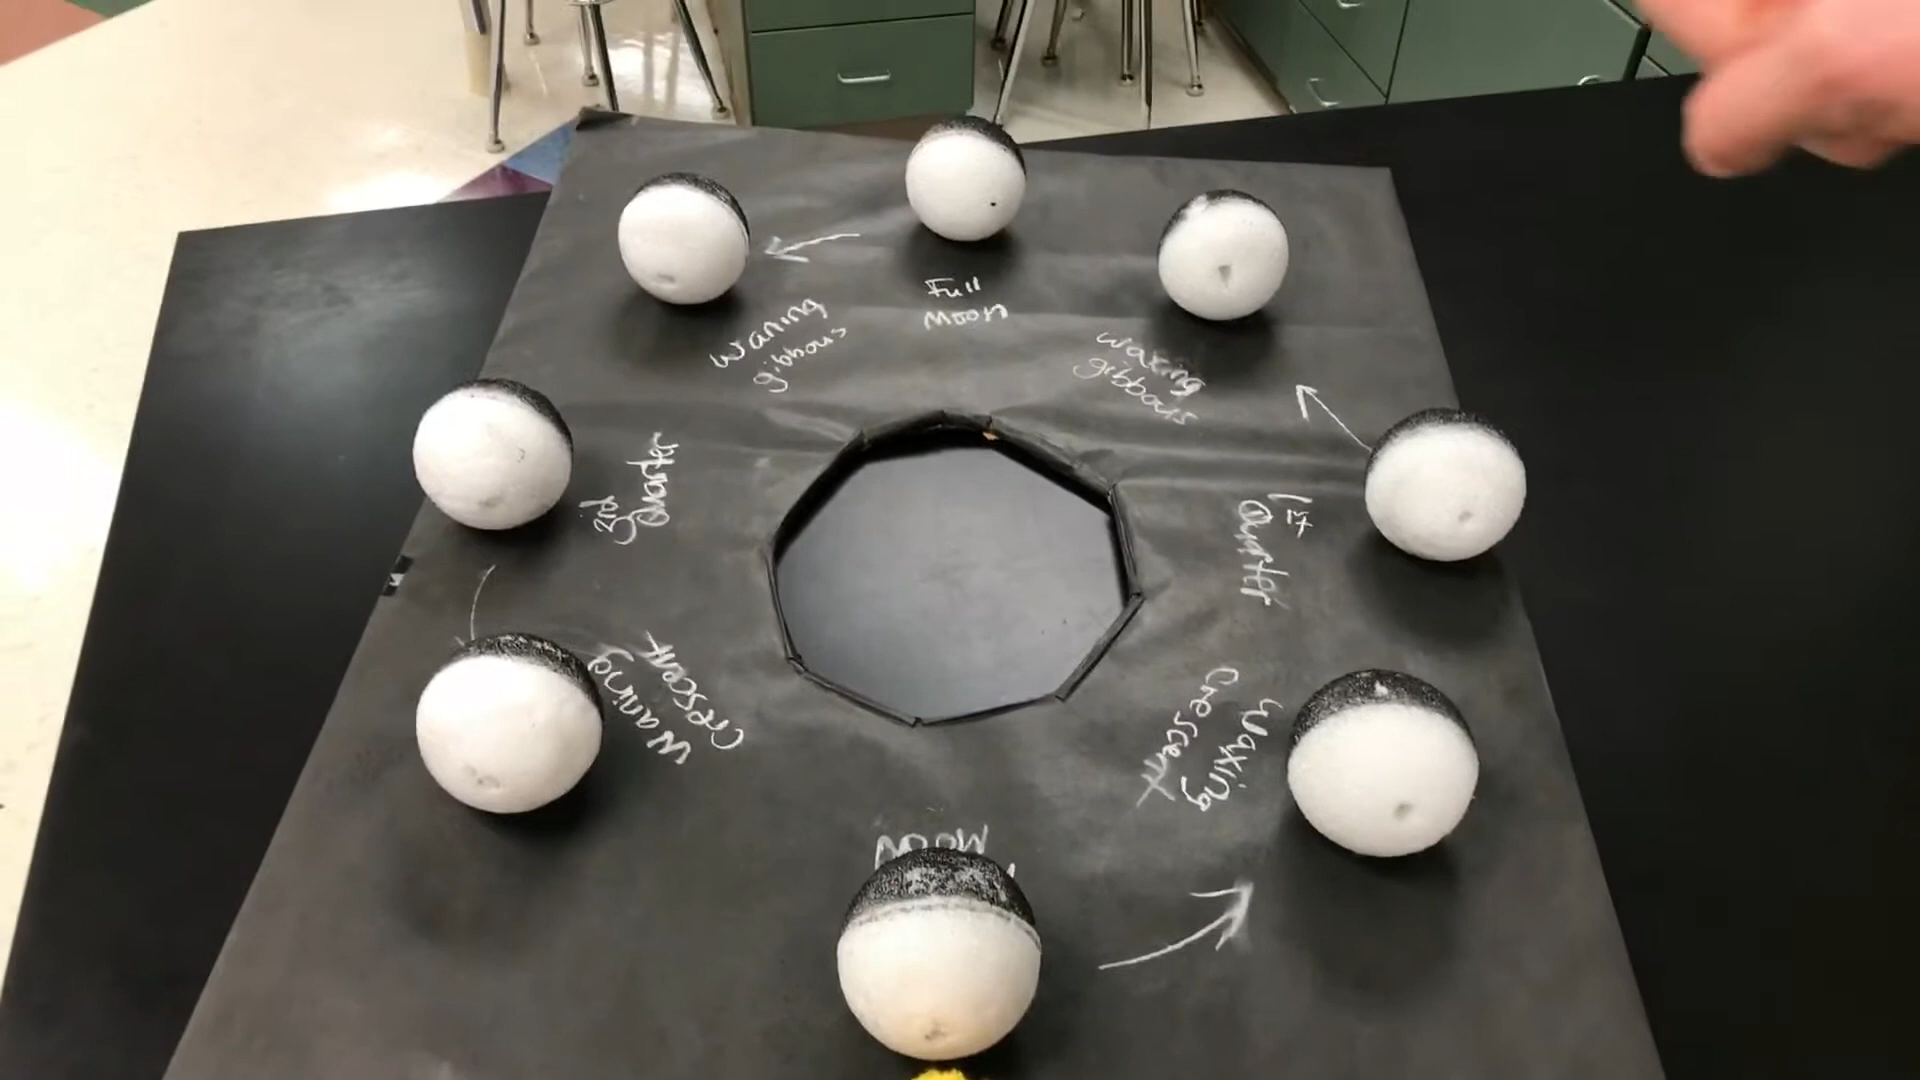 Full
Moon
Waning
gibbous
Waxing
gibbous
3rd
Quarter
1st
Quarter
Waning
Crescent
Waxing
Crescent
Moon